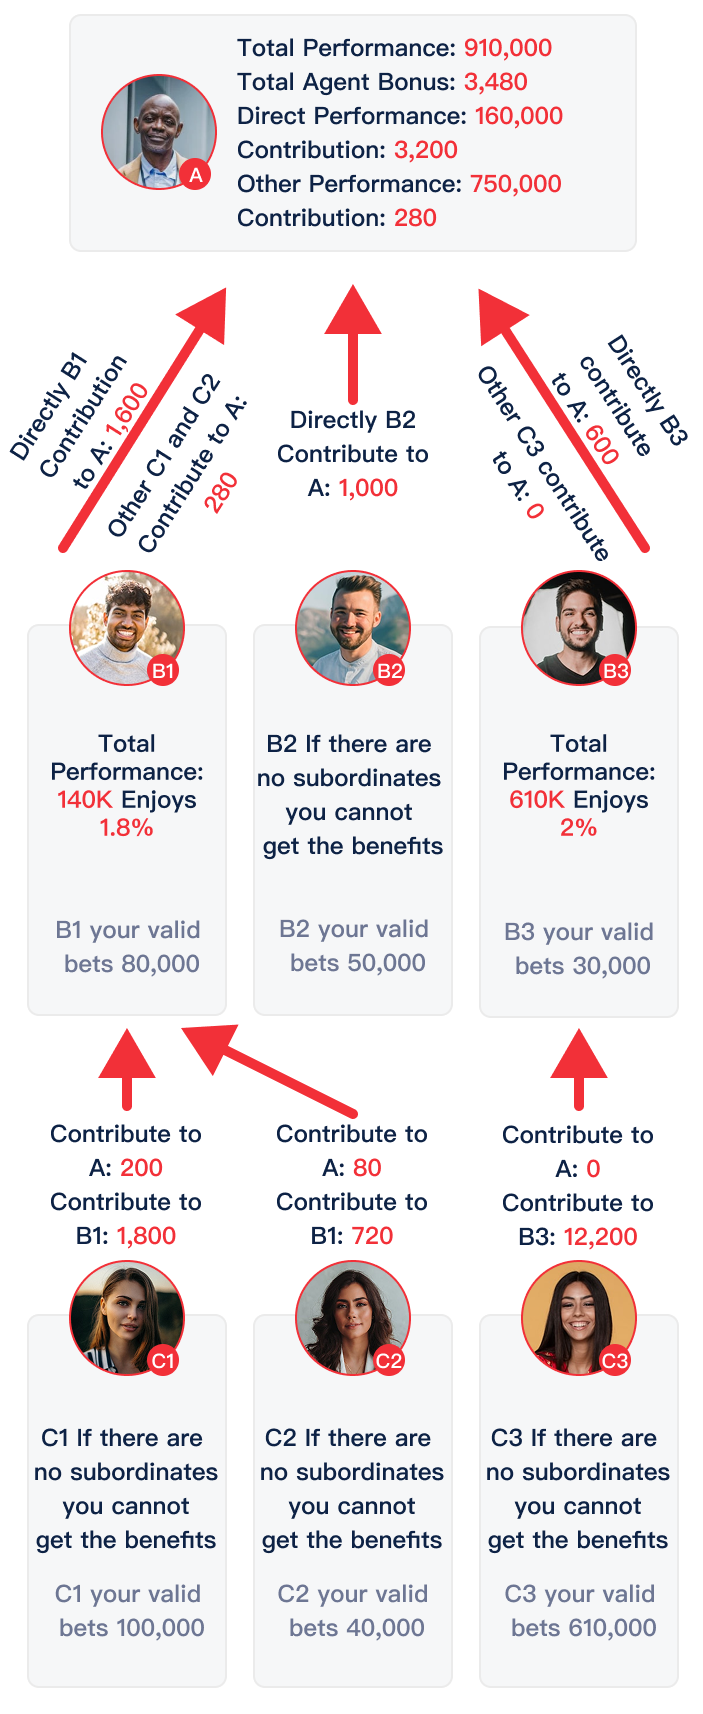 Total Performance: 910,000
Total Agent Bonus: 3,480
Direct Performance: 160,000
Contribution: 3,200
Other Performance: 750,000
Contribution: 280
A
Directly B1
Contribution
to A: 1,600
Other C1 and C2
Contribute to A:
280
Directly B2
Contribute to
A: 1,000
Directly B3
contribute
to A: 600
Other C3 contribute
to A: 0
B1
B2
B3
Total
Performance:
140K Enjoys
1.8%
B1 your valid
bets 80,000
B2 If there are
no subordinates
you cannot
get the benefits
B2 your valid
bets 50,000
Total
Performance:
610K Enjoys
2%
B3 your valid
bets 30,000
Contribute to
A: 200
Contribute to
B1: 1,800
Contribute to
A: 80
Contribute to
B1: 720
Contribute to
A: 0
Contribute to
B3: 12,200
C1
C2
C3
C1 If there are
no subordinates
you cannot
get the benefits
C1 your valid
bets 100,000
C2 If there are
no subordinates
you cannot
get the benefits
C2 your valid
bets 40,000
C3 If there are
no subordinates
you cannot
get the benefits
C3 your valid
bets 610,000